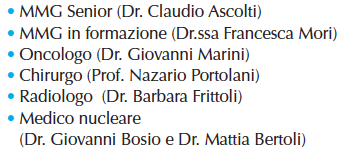 • MMG Senior (Dr. Claudio Ascolti)
• MMG in formazione (Dr.ssa Francesca Mori)
• Oncologo (Dr. Giovanni Marini)
• Chirurgo (Prof. Nazario Portolani)
• Radiologo (Dr. Barbara Frittoli)
• Medico nucleare
(Dr. Giovanni Bosio e Dr. Mattia Bertoli)